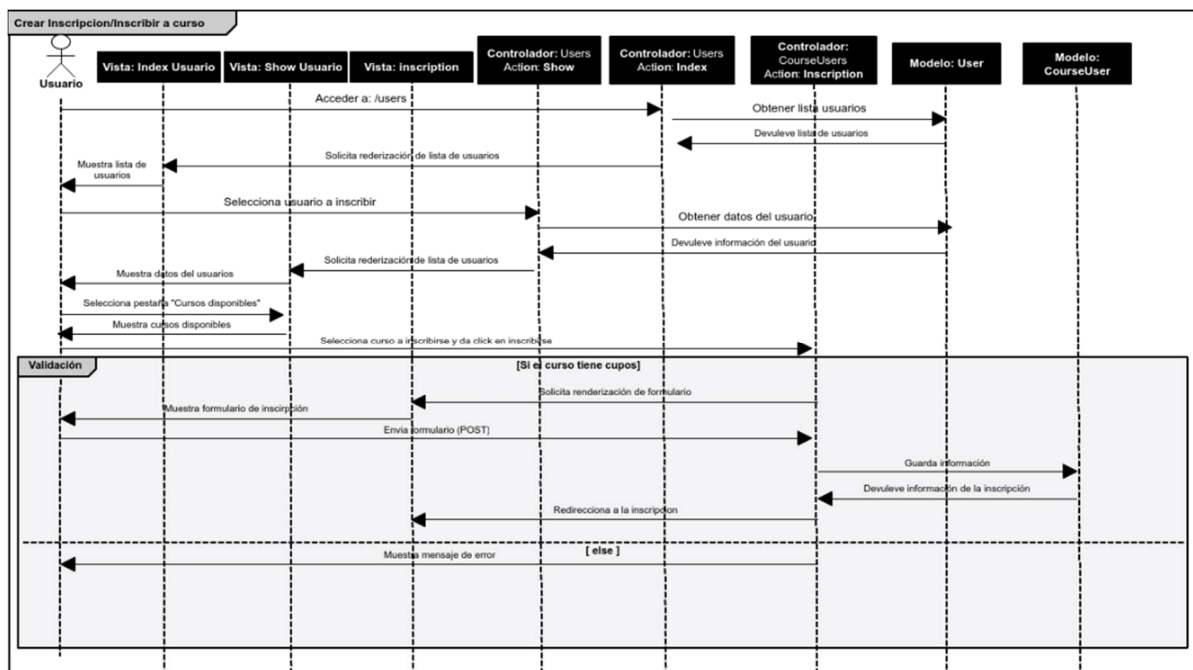 Crear Inscripcion/Inscribir a curso
Usuario
Vista: Index Usuario
Vista: Show Usuario
Vista: inscription
Controlador: Users
Action: Show
Controlador: Users
Action: Index
Controlador:
CourseUsers
Action: Inscription
Modelo: User
Modelo:
CourseUser
Acceder a: /users
Obtener lista usuarios
Devuleve lista de usuarios
Solicita rederización de lista de usuarios
Muestra lista de
usuarios
Selecciona usuario a inscribir
Obtener datos del usuario
Devuleve información del usuario
Solicita rederización de lista de usuarios
Muestra datos del usuarios
Selecciona pestaña "Cursos disponibles"
Muestra cursos disponibles
Selecciona curso a inscribirse y da click en inscribirse
Validación
[Si el curso tiene cupos]
Solicita renderización de formulario
Muestra formulario de inscirpción
Envia formulario (POST)
Guarda información
Devuleve información de la inscripción
Redirecciona a la inscripcion
[ else ]
Muestra mensaje de error